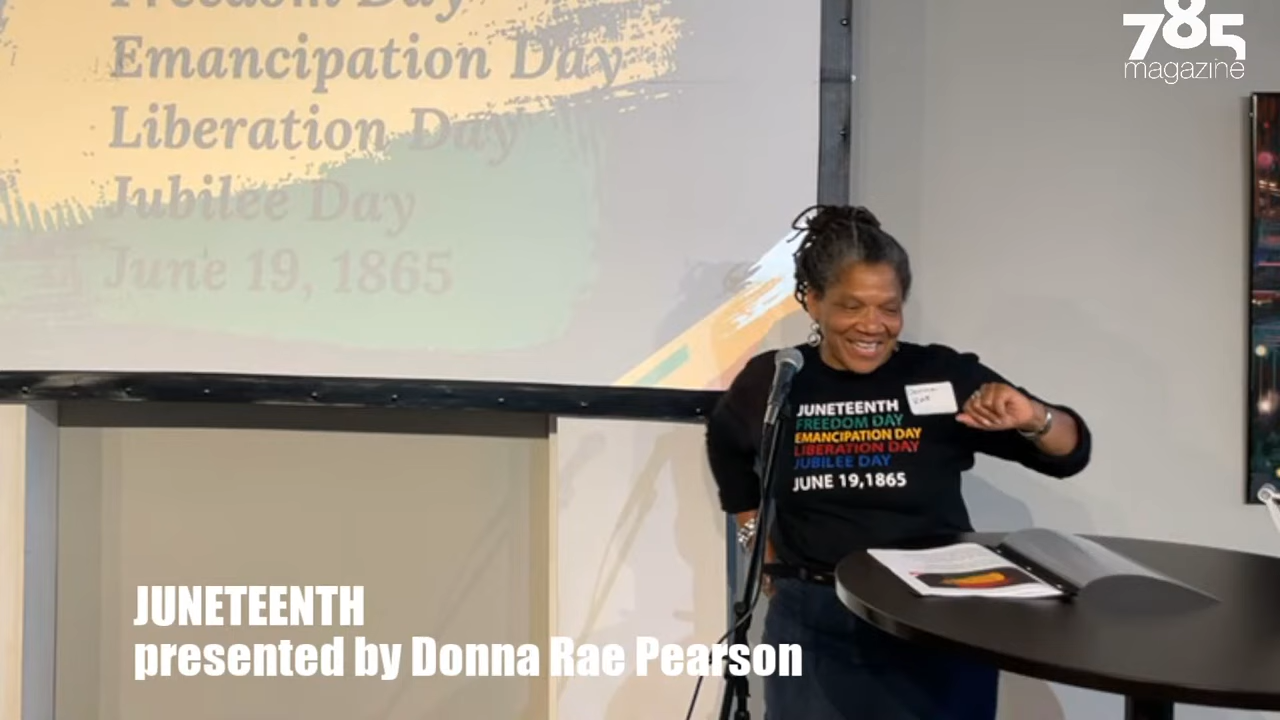 Freedom Day
Emancipation Day
Liberation Day
Jubilee Day
June 19, 1865
785
magazine
JUNETEENTH
FREEDOM DAY
EMANCIPATION DAY
LIBERATION DAY
JUBILEE DAY
JUNE 19,1865
JUNETEENTH
presented by Donna Rae Pearson